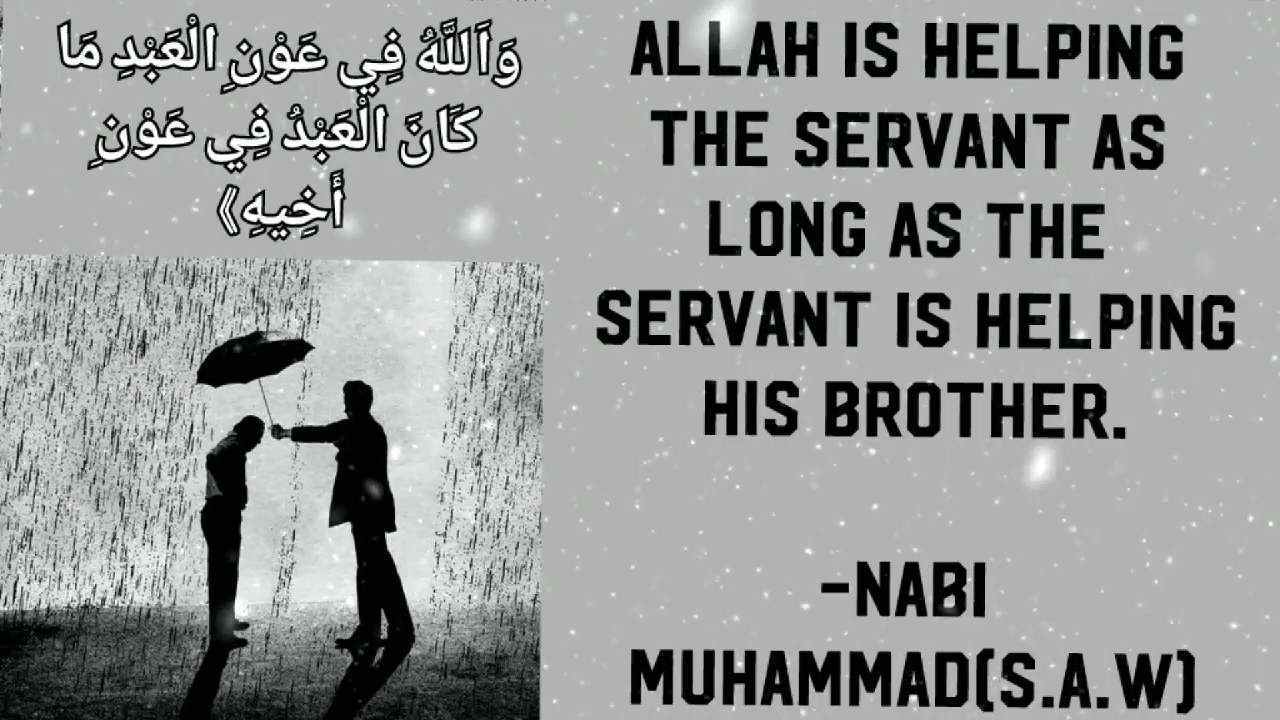 وَاَللَّهُ فِي عَوْنِ الْعَبْدِ مَا
كَانَ الْعَبْدُ فِي عَوْنِ
أَخِيهِ》
ALLAH IS HELPING
THE SERVANT AS
LONG AS THE
SERVANT IS HELPING
HIS BROTHER.
-NABI
MUHAMMAD(S.A.W)